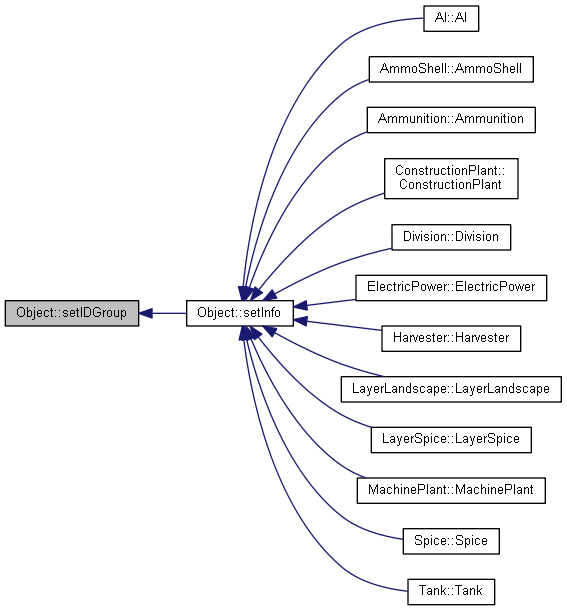 AI::AI
AmmoShell::AmmoShell
Ammunition::Ammunition
ConstructionPlant::
ConstructionPlant
Division::Division
ElectricPower::ElectricPower
Object::setIDGroup
Object::setInfo
Harvester::Harvester
LayerLandscape::LayerLandscape
LayerSpice::LayerSpice
MachinePlant::MachinePlant
Spice::Spice
Tank::Tank